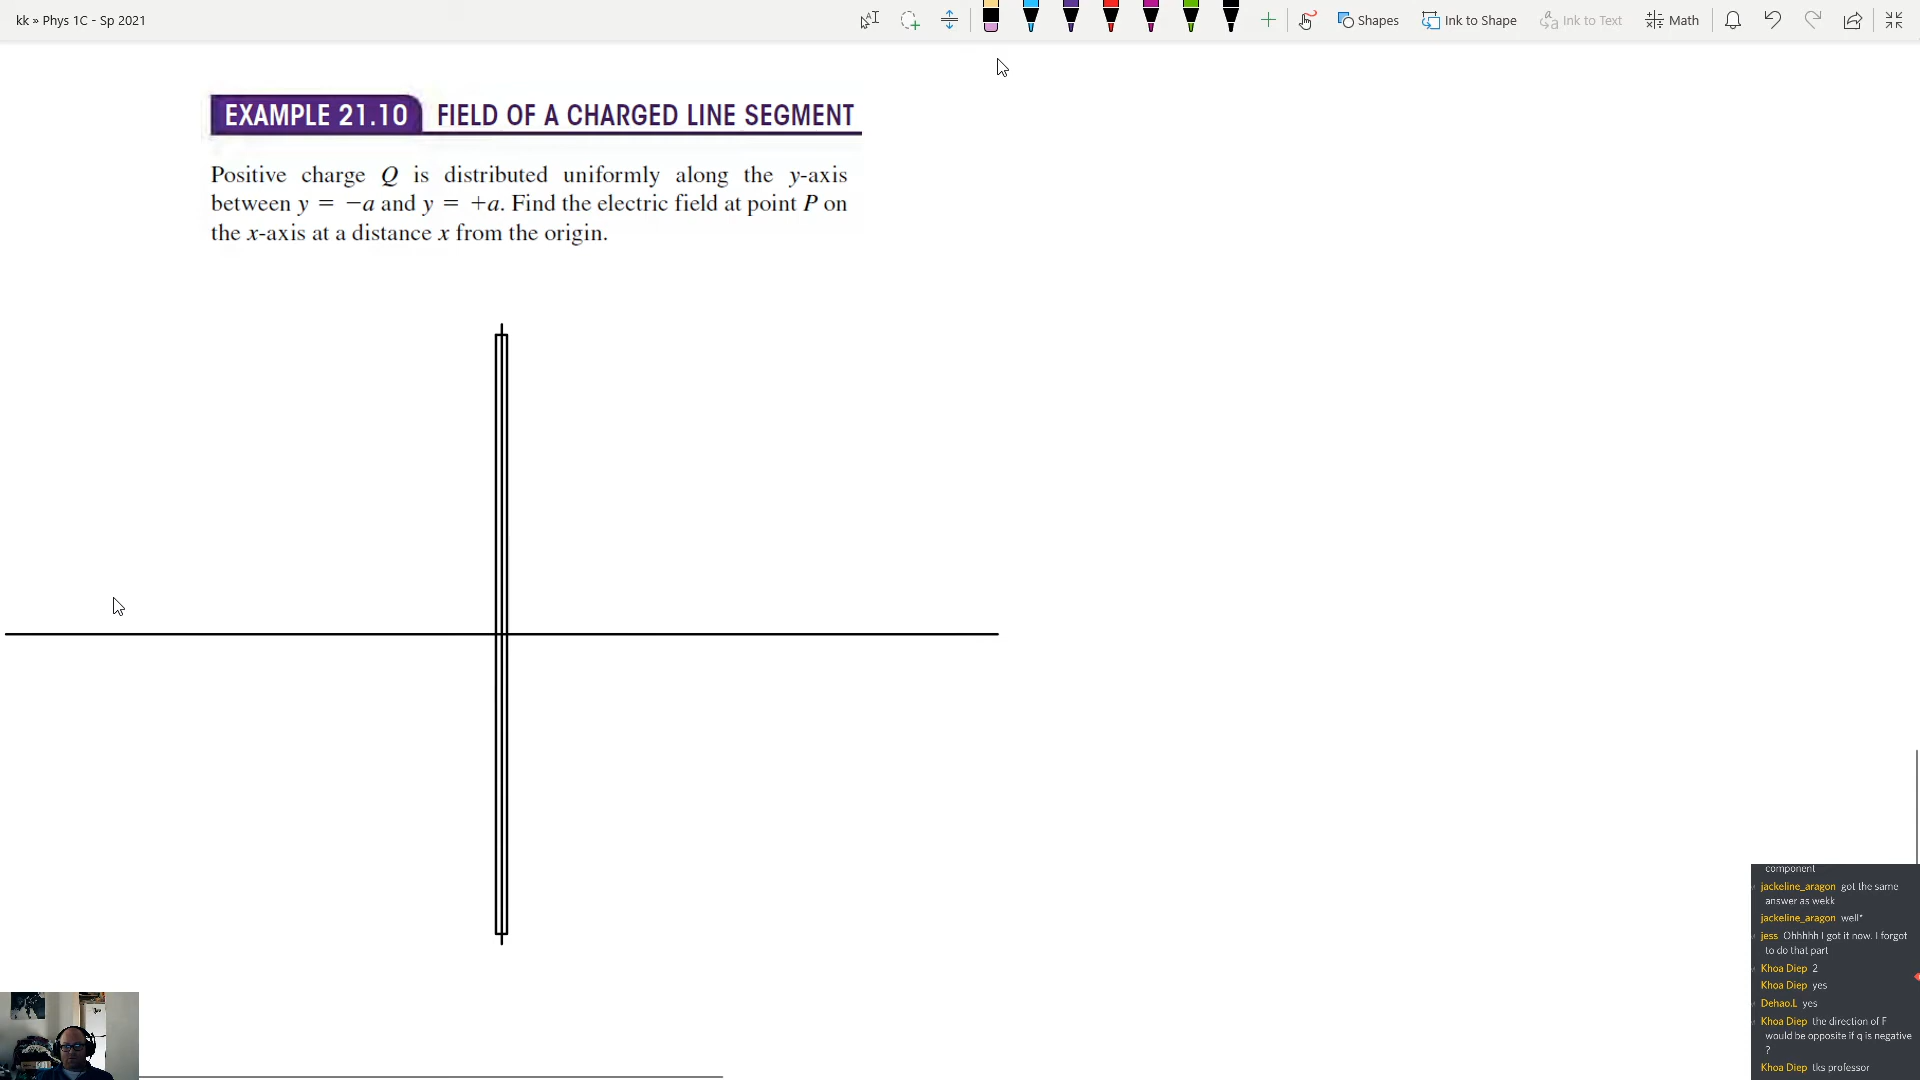 kk » Phys 1C - Sp 2021
Shapes
Ink to Shape
Ink to Text
Math
EXAMPLE 21.10 FIELD OF A CHARGED LINE SEGMENT
Positive charge Q is distributed uniformly along the y-axis
between y = −a and y = +a. Find the electric field at point P on
the x-axis at a distance x from the origin.
component
jackeline_aragon got the same
answer as wekk
jackeline_aragon well*
jess Ohhhhh I got it now. I forgot
to do that part
Khoa Diep 2
Khoa Diep yes
Dehao.L yes
Khoa Diep the direction of F
would be opposite if q is negative
?
Khoa Diep tks professor